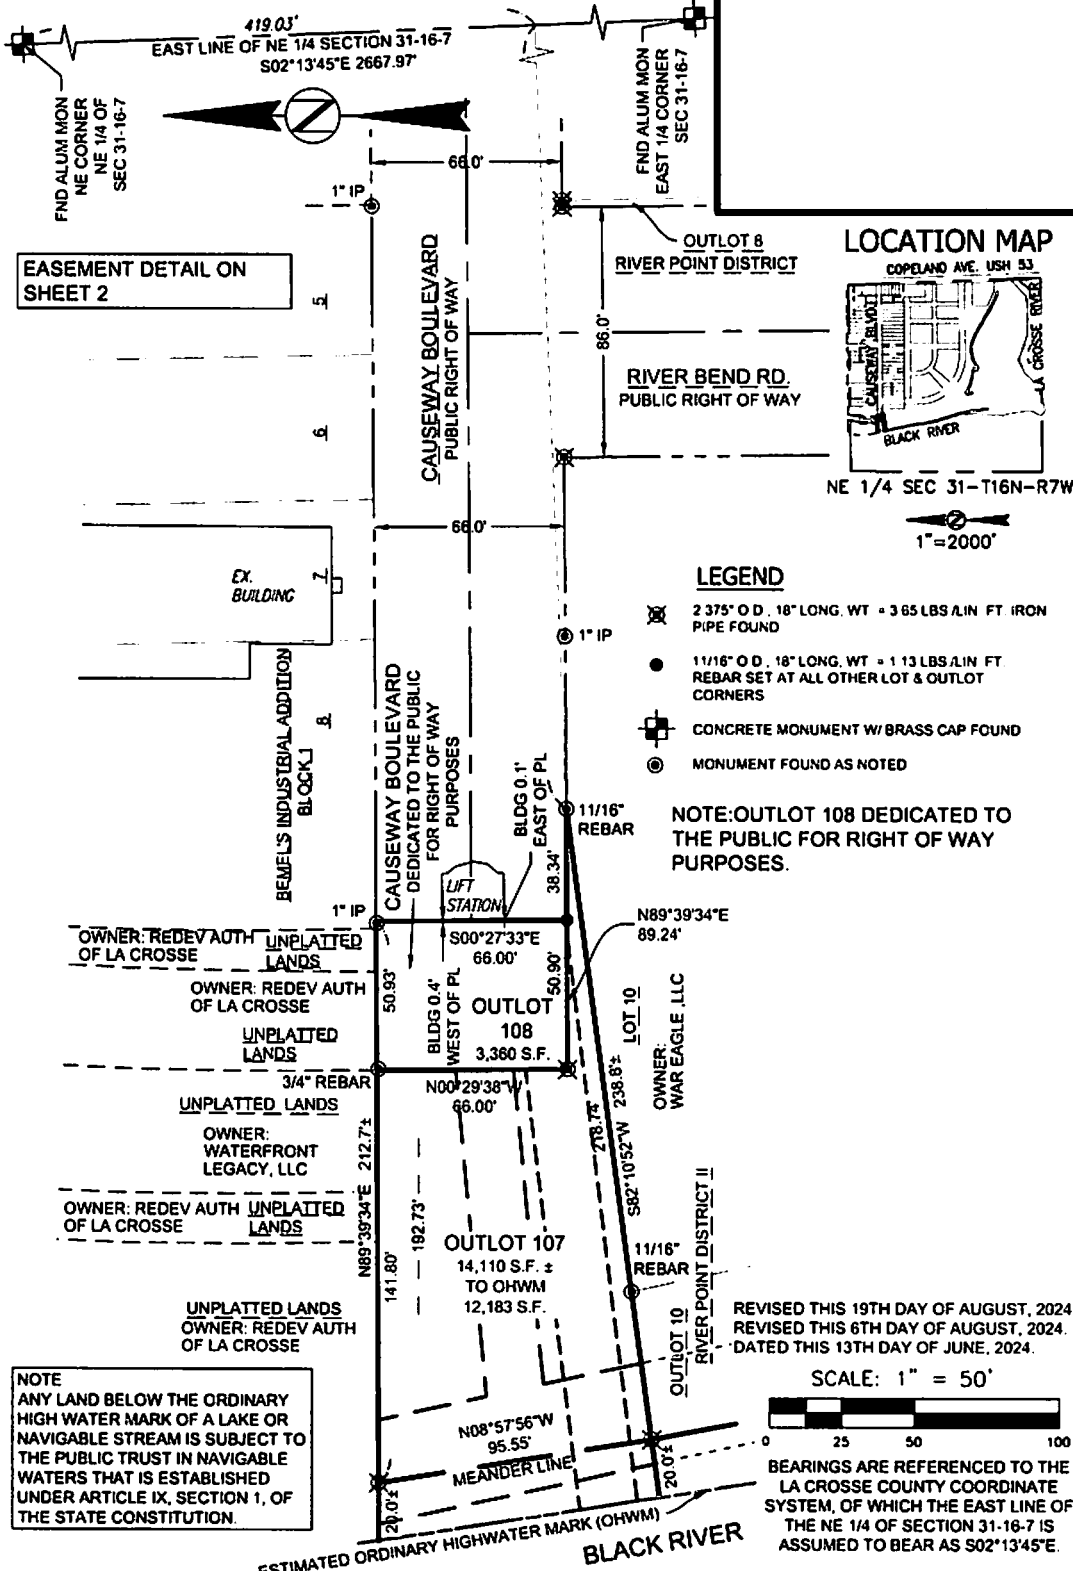 419.03'
EAST LINE OF NE 1/4 SECTION 31-16-7
S02°13'45"E 2667.97'
FND ALUM MON
NE CORNER
NE 1/4 OF
SEC 31-16-7
FND ALUM MON
EAST 1/4 CORNER
SEC 31-16-7
Z
66.0'
1" IP
EASEMENT DETAIL ON
SHEET 2
OUTLOT 8
RIVER POINT DISTRICT
CAUSEWAY BOULEVARD
PUBLIC RIGHT OF WAY
86.0'
RIVER BEND RD.
PUBLIC RIGHT OF WAY
LOCATION MAP
COPELAND AVE. USH 53
CAUSEWAY BLVD.
LA CROSSE RIVER
BLACK RIVER
NE 1/4 SEC 31-T16N-R7W
Z
1"=2000'
5
6
7
8
66.0'
EX.
BUILDING
1" IP
LEGEND
2.375" O.D., 18" LONG, WT. = 3.65 LBS./LIN. FT. IRON
PIPE FOUND
11/16" O.D., 18" LONG, WT. = 1.13 LBS./LIN. FT.
REBAR SET AT ALL OTHER LOT & OUTLOT
CORNERS
CONCRETE MONUMENT W/ BRASS CAP FOUND
MONUMENT FOUND AS NOTED
NOTE:OUTLOT 108 DEDICATED TO
THE PUBLIC FOR RIGHT OF WAY
PURPOSES.
BEMEL'S INDUSTRIAL ADDITION
BLOCK 1
CAUSEWAY BOULEVARD
DEDICATED TO THE PUBLIC
FOR RIGHT OF WAY
PURPOSES
BLDG 0.1'
EAST OF PL
11/16"
REBAR
38.34'
LIFT
STATION
1" IP
N89°39'34"E
89.24'
OWNER: REDEV AUTH
OF LA CROSSE
UNPLATTED
LANDS
S00°27'33"E
66.00'
OWNER: REDEV AUTH
OF LA CROSSE
50.93'
BLDG 0.4'
WEST OF PL
50.90'
OUTLOT
108
3,360 S.F.
UNPLATTED
LANDS
LOT 10
OWNER:
WAR EAGLE ,LLC
3/4" REBAR
N00°29'38"W
66.00'
UNPLATTED LANDS
OWNER:
WATERFRONT
LEGACY, LLC
218.74'
238.8'±
S82°10'52"W
OWNER: REDEV AUTH
OF LA CROSSE
UNPLATTED
LANDS
N89°39'34"E 212.7'±
141.80'
192.73'
OUTLOT 107
14,110 S.F. ±
TO OHWM
12,183 S.F.
11/16"
REBAR
OUTLOT 10
RIVER POINT DISTRICT II
UNPLATTED LANDS
OWNER: REDEV AUTH
OF LA CROSSE
REVISED THIS 19TH DAY OF AUGUST, 2024
REVISED THIS 6TH DAY OF AUGUST, 2024.
DATED THIS 13TH DAY OF JUNE, 2024.
SCALE: 1" = 50'
0 25 50 100
BEARINGS ARE REFERENCED TO THE
LA CROSSE COUNTY COORDINATE
SYSTEM, OF WHICH THE EAST LINE OF
THE NE 1/4 OF SECTION 31-16-7 IS
ASSUMED TO BEAR AS S02°13'45"E.
NOTE
ANY LAND BELOW THE ORDINARY
HIGH WATER MARK OF A LAKE OR
NAVIGABLE STREAM IS SUBJECT TO
THE PUBLIC TRUST IN NAVIGABLE
WATERS THAT IS ESTABLISHED
UNDER ARTICLE IX, SECTION 1, OF
THE STATE CONSTITUTION.
N08°57'56"W
95.55'
MEANDER LINE
20.0'±
20.0'±
ESTIMATED ORDINARY HIGHWATER MARK (OHWM)
BLACK RIVER